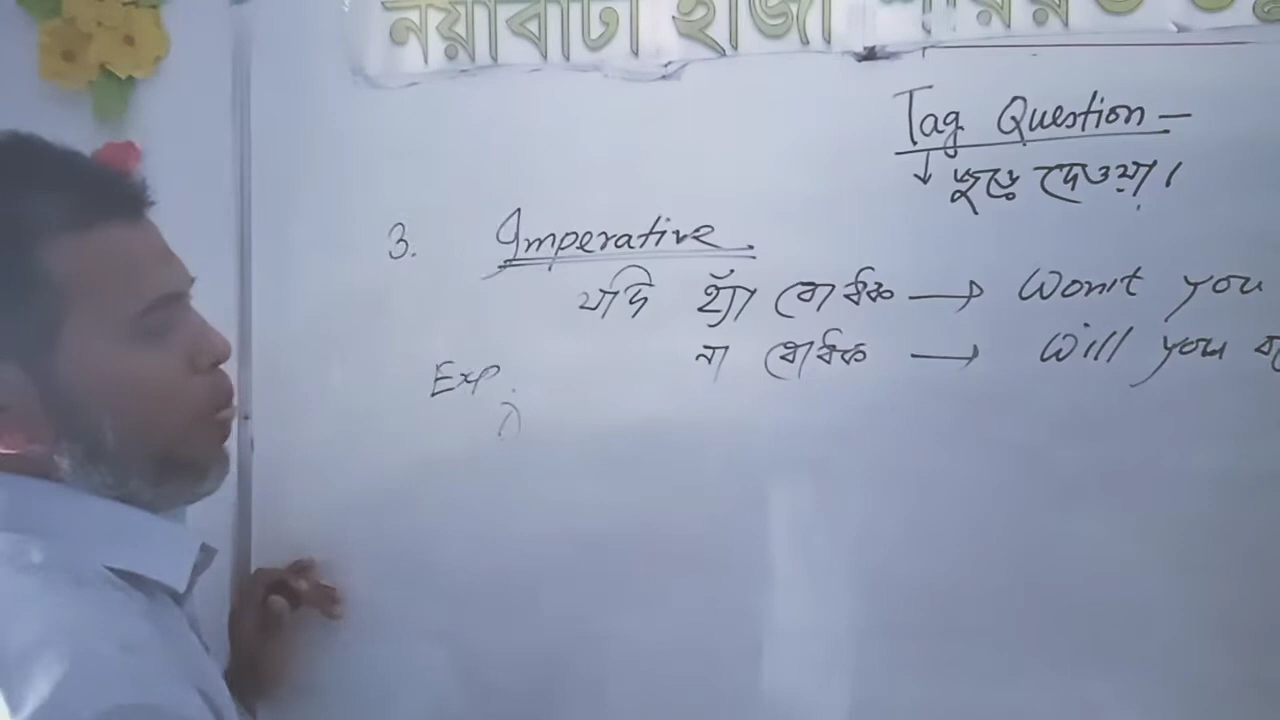 নয়াবাটী হাজী
Tag Question —
↓ জুড়ে দেওয়া।
3. Imperative.
যদি হ্যাঁ বোধক → Won't you
না বোধক → Will you
Exp.